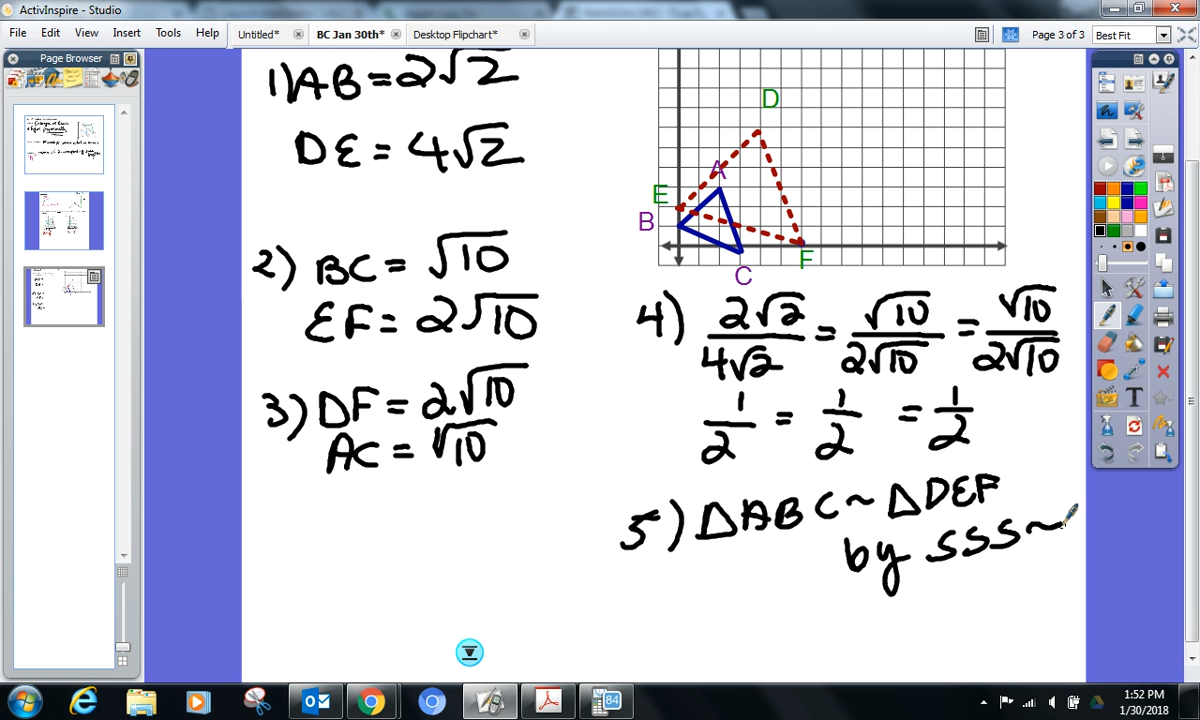 ActivInspire - Studio
File Edit View Insert Tools Help
Untitled*
BC Jan 30th*
Desktop Flipchart*
Page 3 of 3
Best Fit
Page Browser
1) AB = 2√2
DE = 4√2
2) BC = √10
EF = 2√10
3) DF = 2√10
AC = √10
D
A
E
B
C
F
4) 2√2/4√2 = √10/2√10 = √10/2√10
1/2 = 1/2 = 1/2
5) △ABC ~ △DEF
by SSS~
84
1:52 PM
1/30/2018